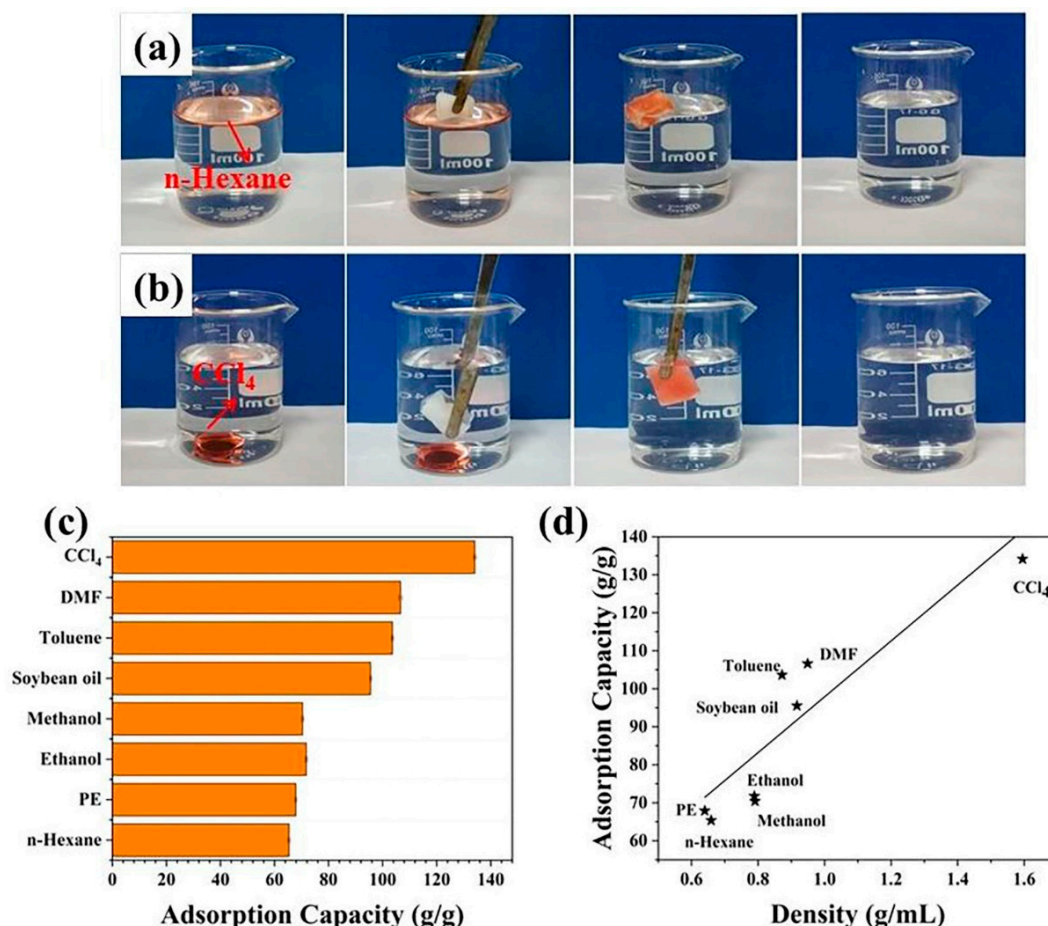 (a)
n-Hexane
100ml
100ml
100ml
100ml
(b)
CCl₄
(c)
CCl₄
DMF
Toluene
Soybean oil
Methanol
Ethanol
PE
n-Hexane
0 20 40 60 80 100 120 140
Adsorption Capacity (g/g)
(d)
Adsorption Capacity (g/g)
140
130
120
110
100
90
80
70
60
CCl₄
DMF
Toluene
Soybean oil
Ethanol
Methanol
PE
n-Hexane
0.6 0.8 1.0 1.2 1.4 1.6
Density (g/mL)